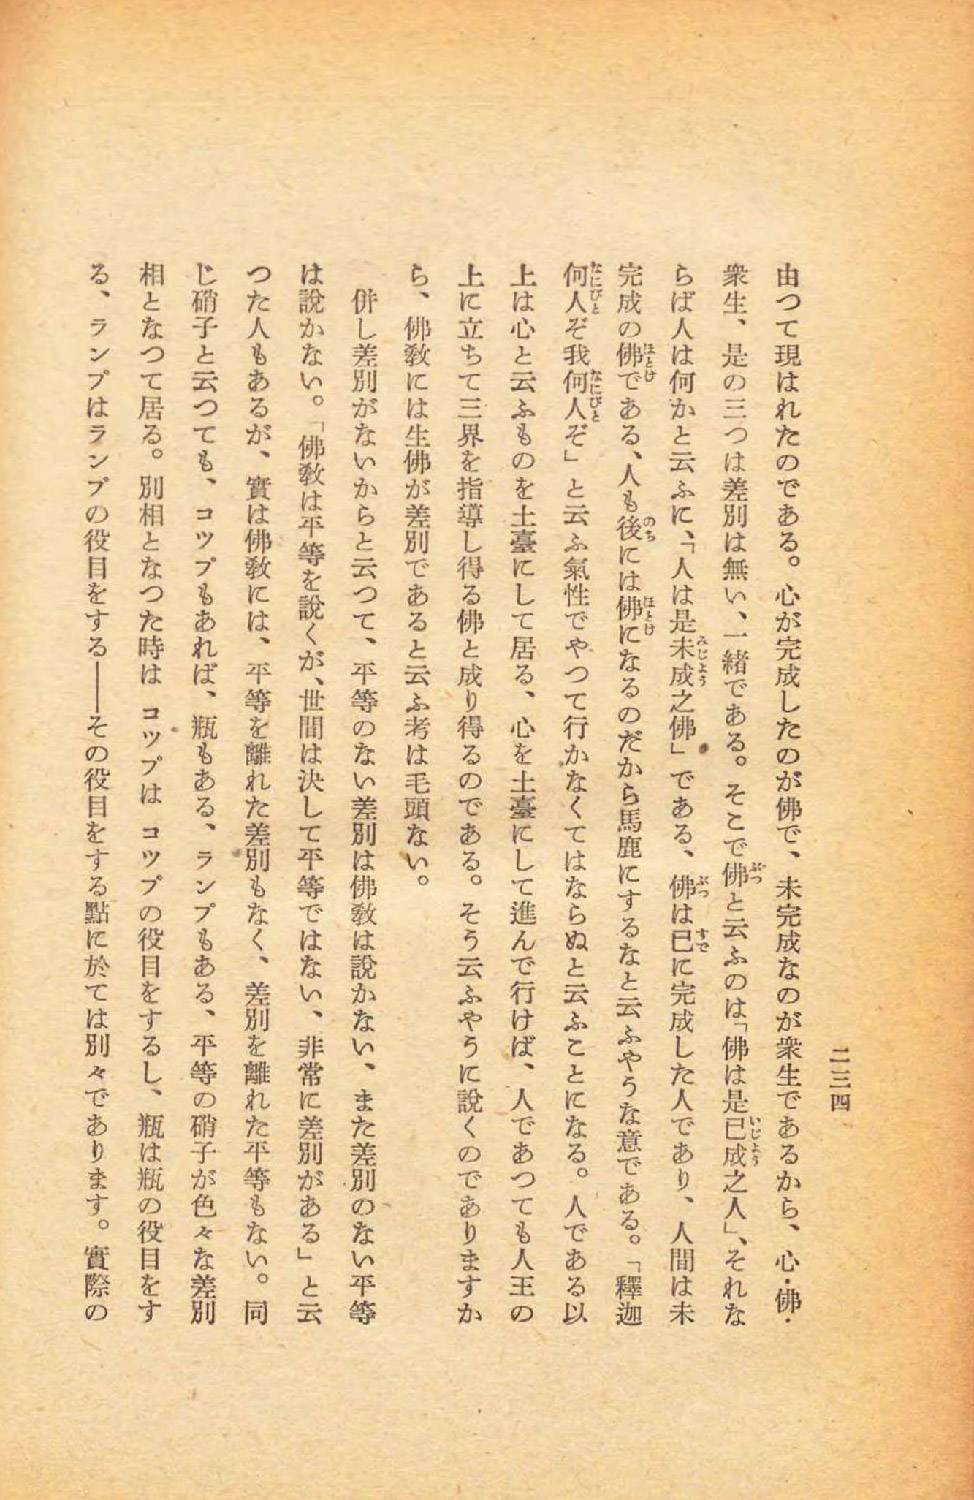 二三四
由つて現はれたのである。心が完成したのが佛で、未完成なのが衆生であるから、心・佛・
衆生、是の三つは差別は無い、一緒である。そこで佛と云ふのは「佛は是已成之人」、それな
らば人は何かと云ふに、「人は是未成之佛」である、佛は已に完成した人であり、人間は未
完成の佛である、人も後には佛になるのだから馬鹿にするなと云ふやうな意である。「釋迦
何人ぞ我何人ぞ」と云ふ氣性でやつて行かなくてはならぬと云ふことになる。人である以
上は心と云ふものを土臺にして居る、心を土臺にして進んで行けば、人であつても人王の
上に立ちて三界を指導し得る佛と成り得るのである。そう云ふやうに說くのでありますか
ら、佛敎には生佛が差別であると云ふ考は毛頭ない。
併し差別がないからと云つて、平等のない差別は佛敎は說かない、また差別のない平等
は說かない。「佛敎は平等を說くが、世間は決して平等ではない、非常に差別がある」と云
つた人もあるが、實は佛敎には、平等を離れた差別もなく、差別を離れた平等もない。同
じ硝子と云つても、コツプもあれば、瓶もある、ランプもある、平等の硝子が色々な差別
相となつて居る。別相となつた時は コツプは コツプの役目をするし、瓶は瓶の役目をす
る、ランプはランプの役目をする――その役目をする點に於ては別々であります。實際の